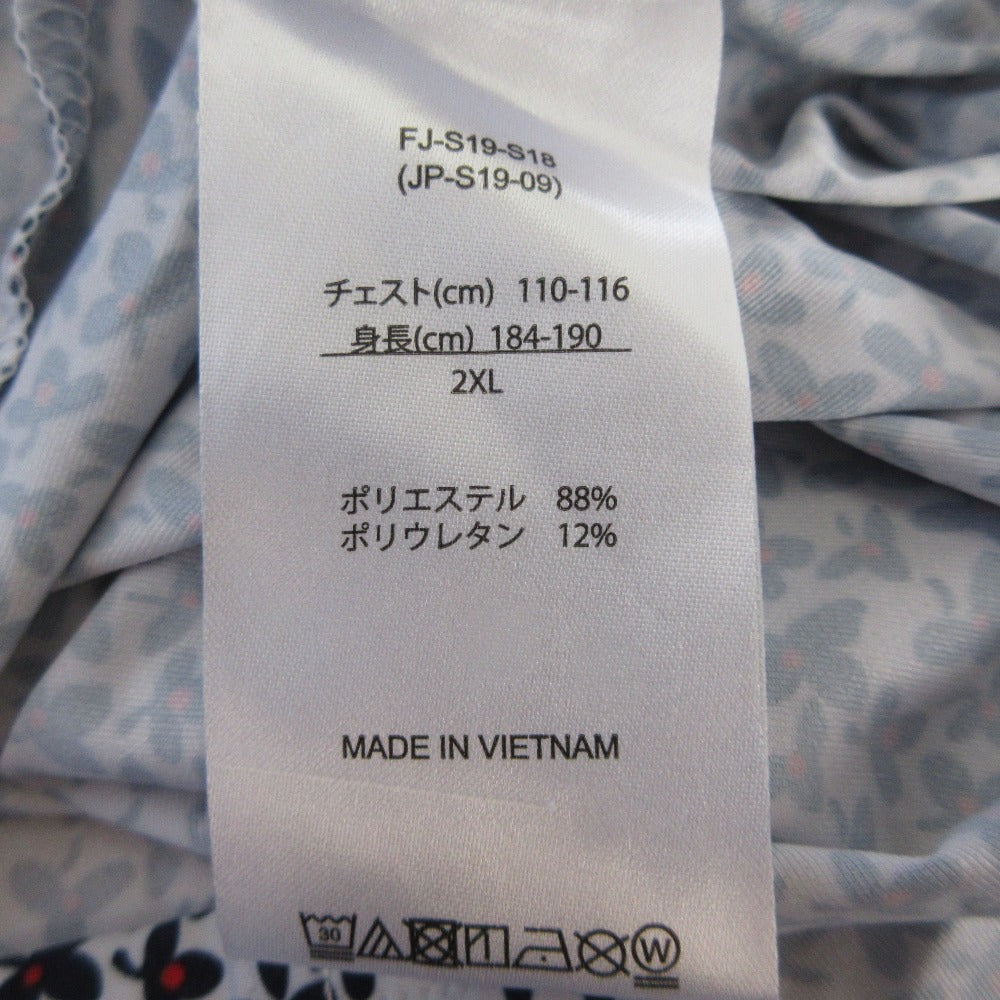 FJ-S19-S18
(JP-S19-09)
チェスト(cm) 110-116
身長(cm) 184-190
2XL
ポリエステル 88%
ポリウレタン 12%
MADE IN VIETNAM
30 W